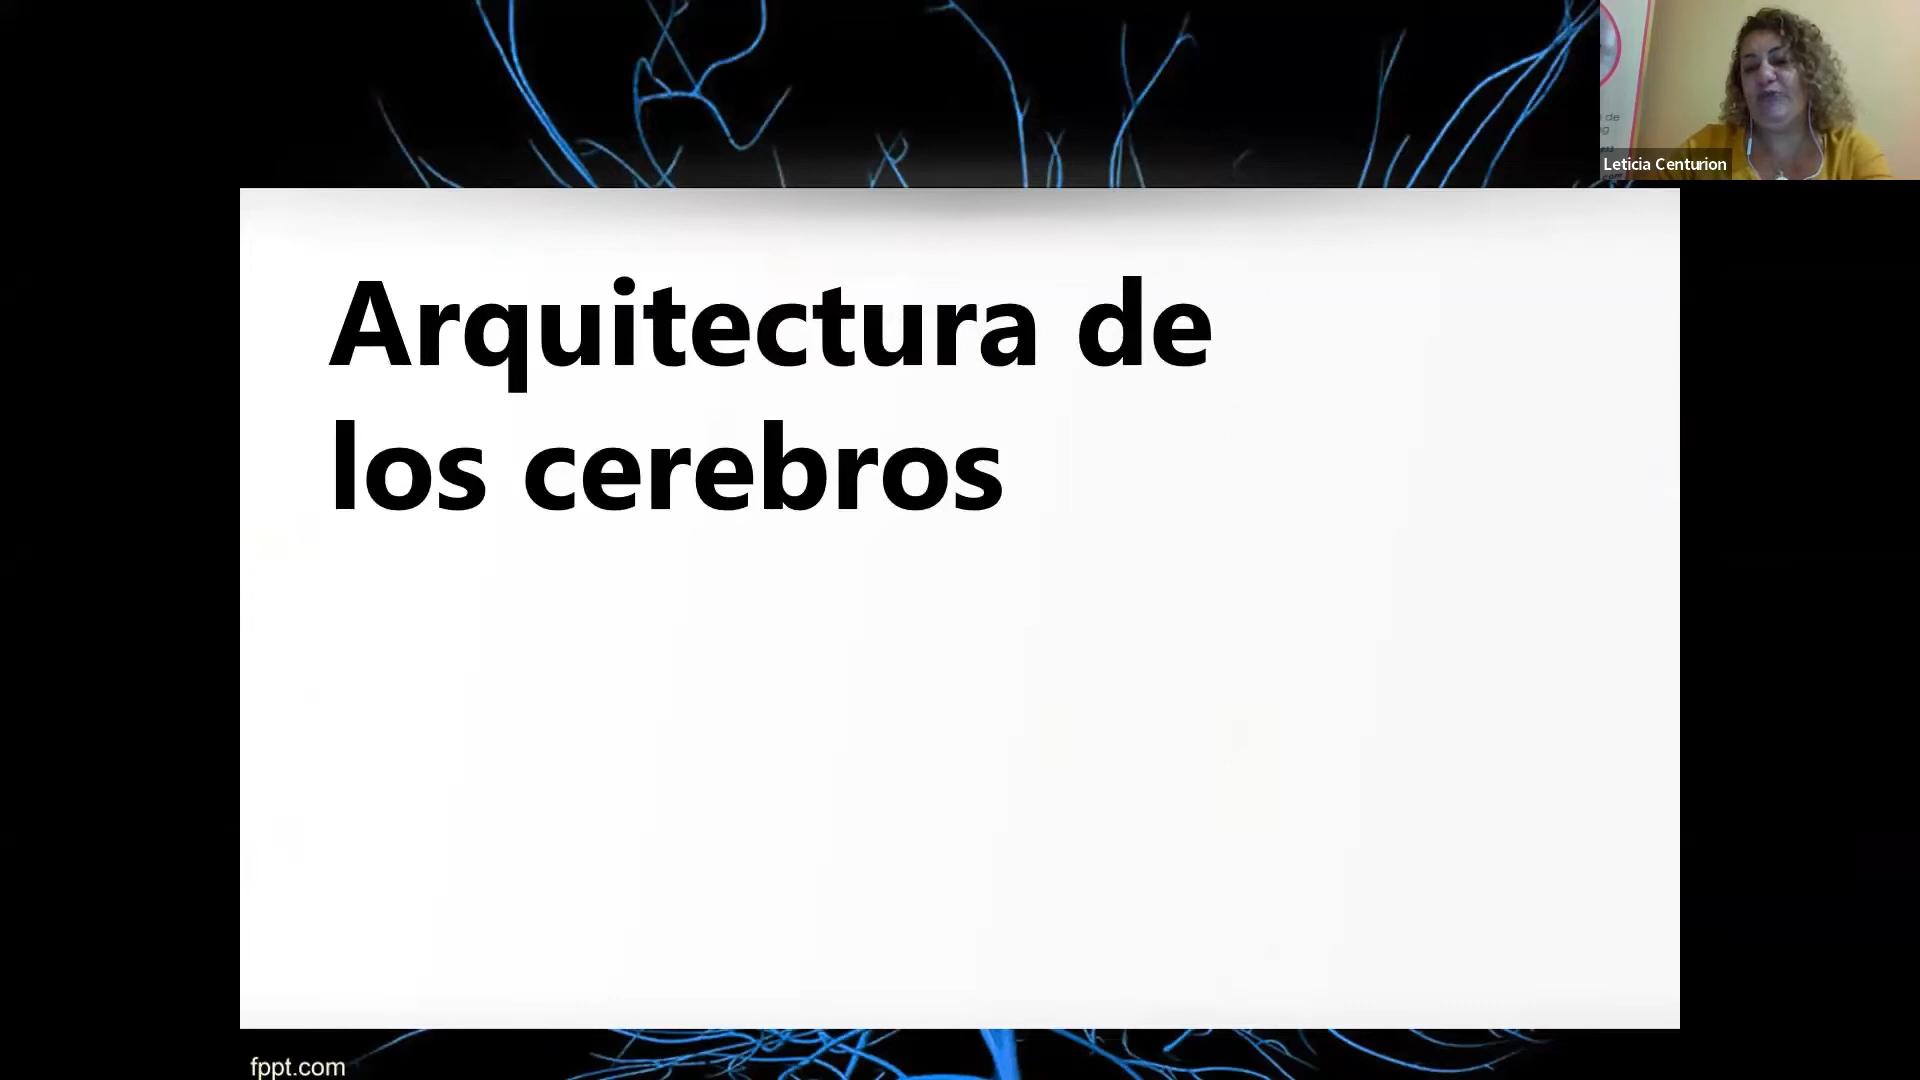 Leticia Centurion
Arquitectura de
los cerebros
fppt.com